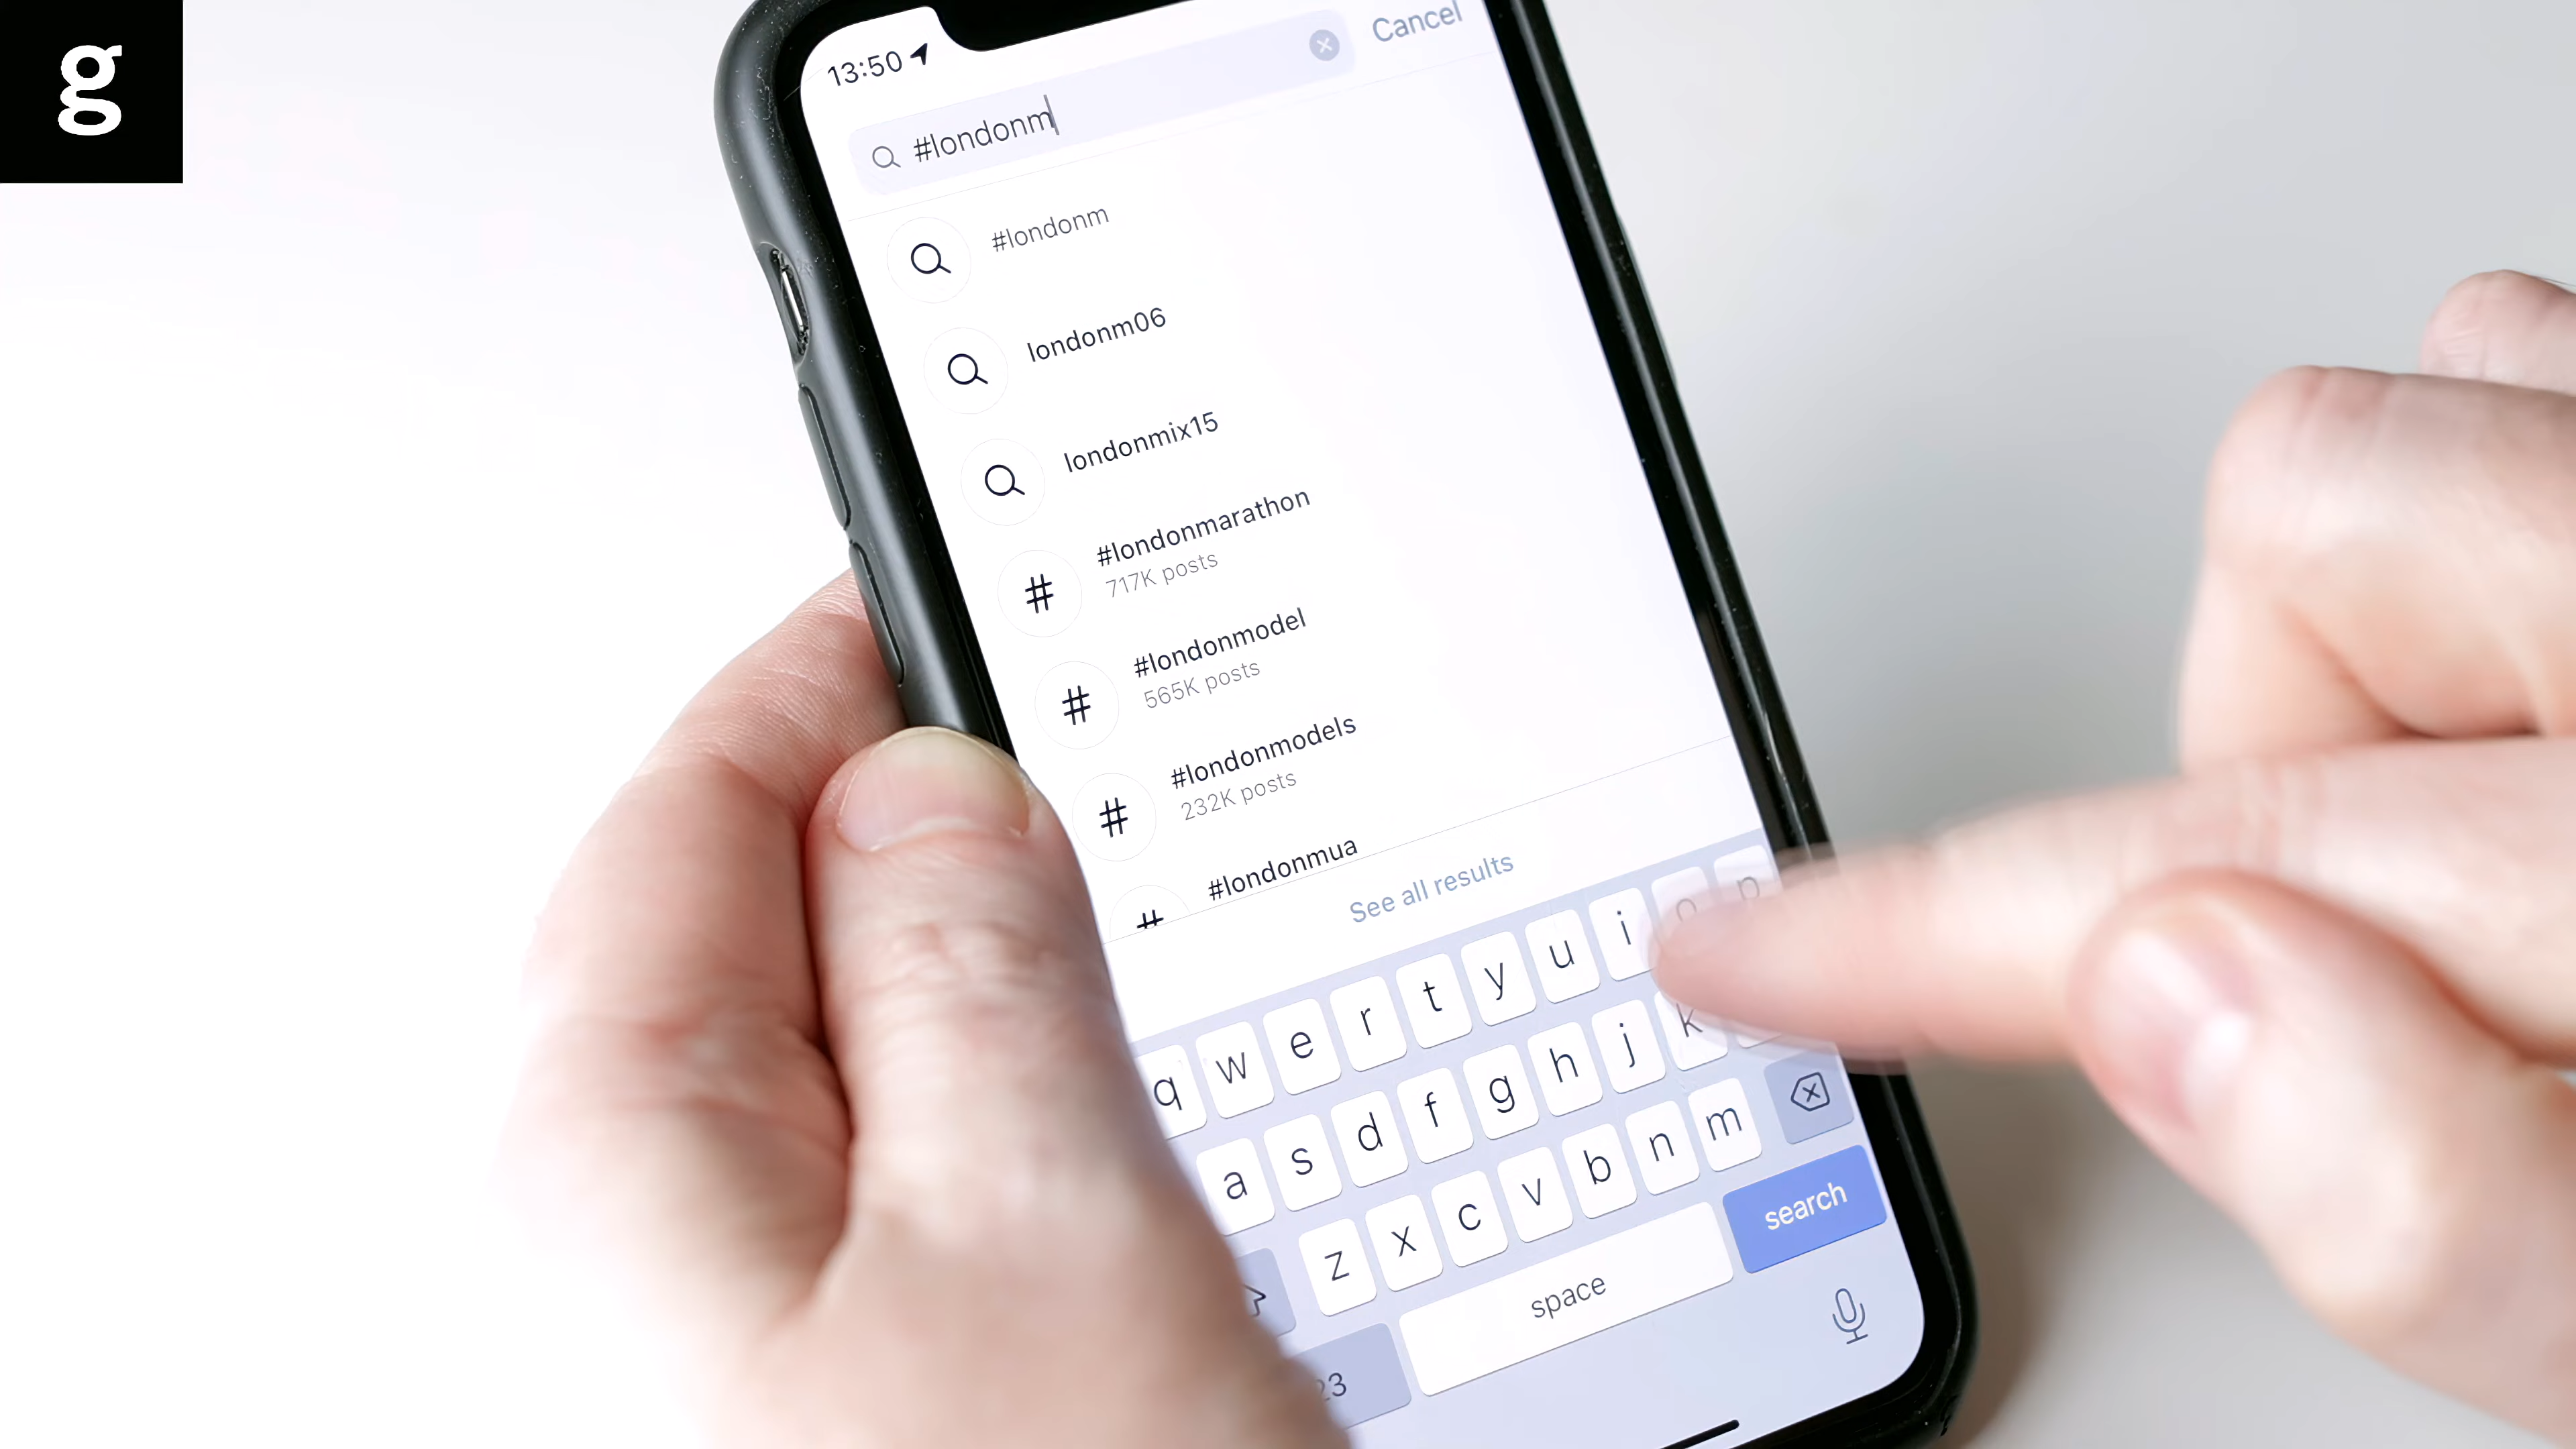 g
13:50
#londonm
Cancel
#londonm
londonm06
londonmix15
#londonmarathon
717K posts
#londonmodel
565K posts
#londonmodels
232K posts
#londonmua
See all results
q w e r t y u i o p
a s d f g h j k
z x c v b n m
23
space
search